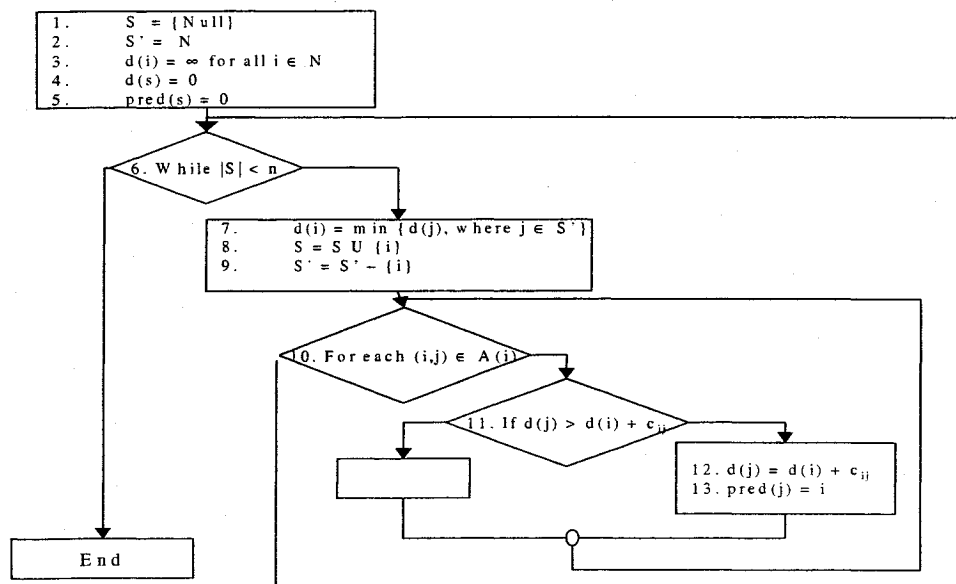 1. S = {Null}
2. S' = N
3. d(i) = ∞ for all i ∈ N
4. d(s) = 0
5. pred(s) = 0
6. While |S| < n
7. d(i) = min {d(j), where j ∈ S'}
8. S = S U {i}
9. S' = S' - {i}
10. For each (i,j) ∈ A(i)
11. If d(j) > d(i) + cij
12. d(j) = d(i) + cij
13. pred(j) = i
End